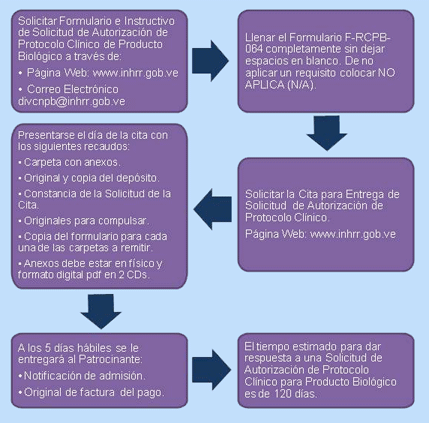 Solicitar Formulario e Instructivo
de Solicitud de Autorización de
Protocolo Clínico de Producto
Biológico a través de:
• Página Web: www.inhrr.gob.ve
• Correo Electrónico
divcnpb@inhrr.gob.ve
Llenar el Formulario F-RCPB-
064 completamente sin dejar
espacios en blanco. De no
aplicar un requisito colocar NO
APLICA (N/A).
Solicitar la Cita para Entrega de
Solicitud de Autorización de
Protocolo Clínico.
Página Web: www.inhrr.gob.ve
Presentarse el día de la cita con
los siguientes recaudos:
• Carpeta con anexos.
• Original y copia del depósito.
• Constancia de la Solicitud de la
Cita.
• Originales para compulsar.
• Copia del formulario para cada
una de las carpetas a remitir.
• Anexos debe estar en físico y
formato digital pdf en 2 CDs.
A los 5 días hábiles se le
entregará al Patrocinante:
• Notificación de admisión.
• Original de factura del pago.
El tiempo estimado para dar
respuesta a una Solicitud de
Autorización de Protocolo
Clínico para Producto Biológico
es de 120 días.